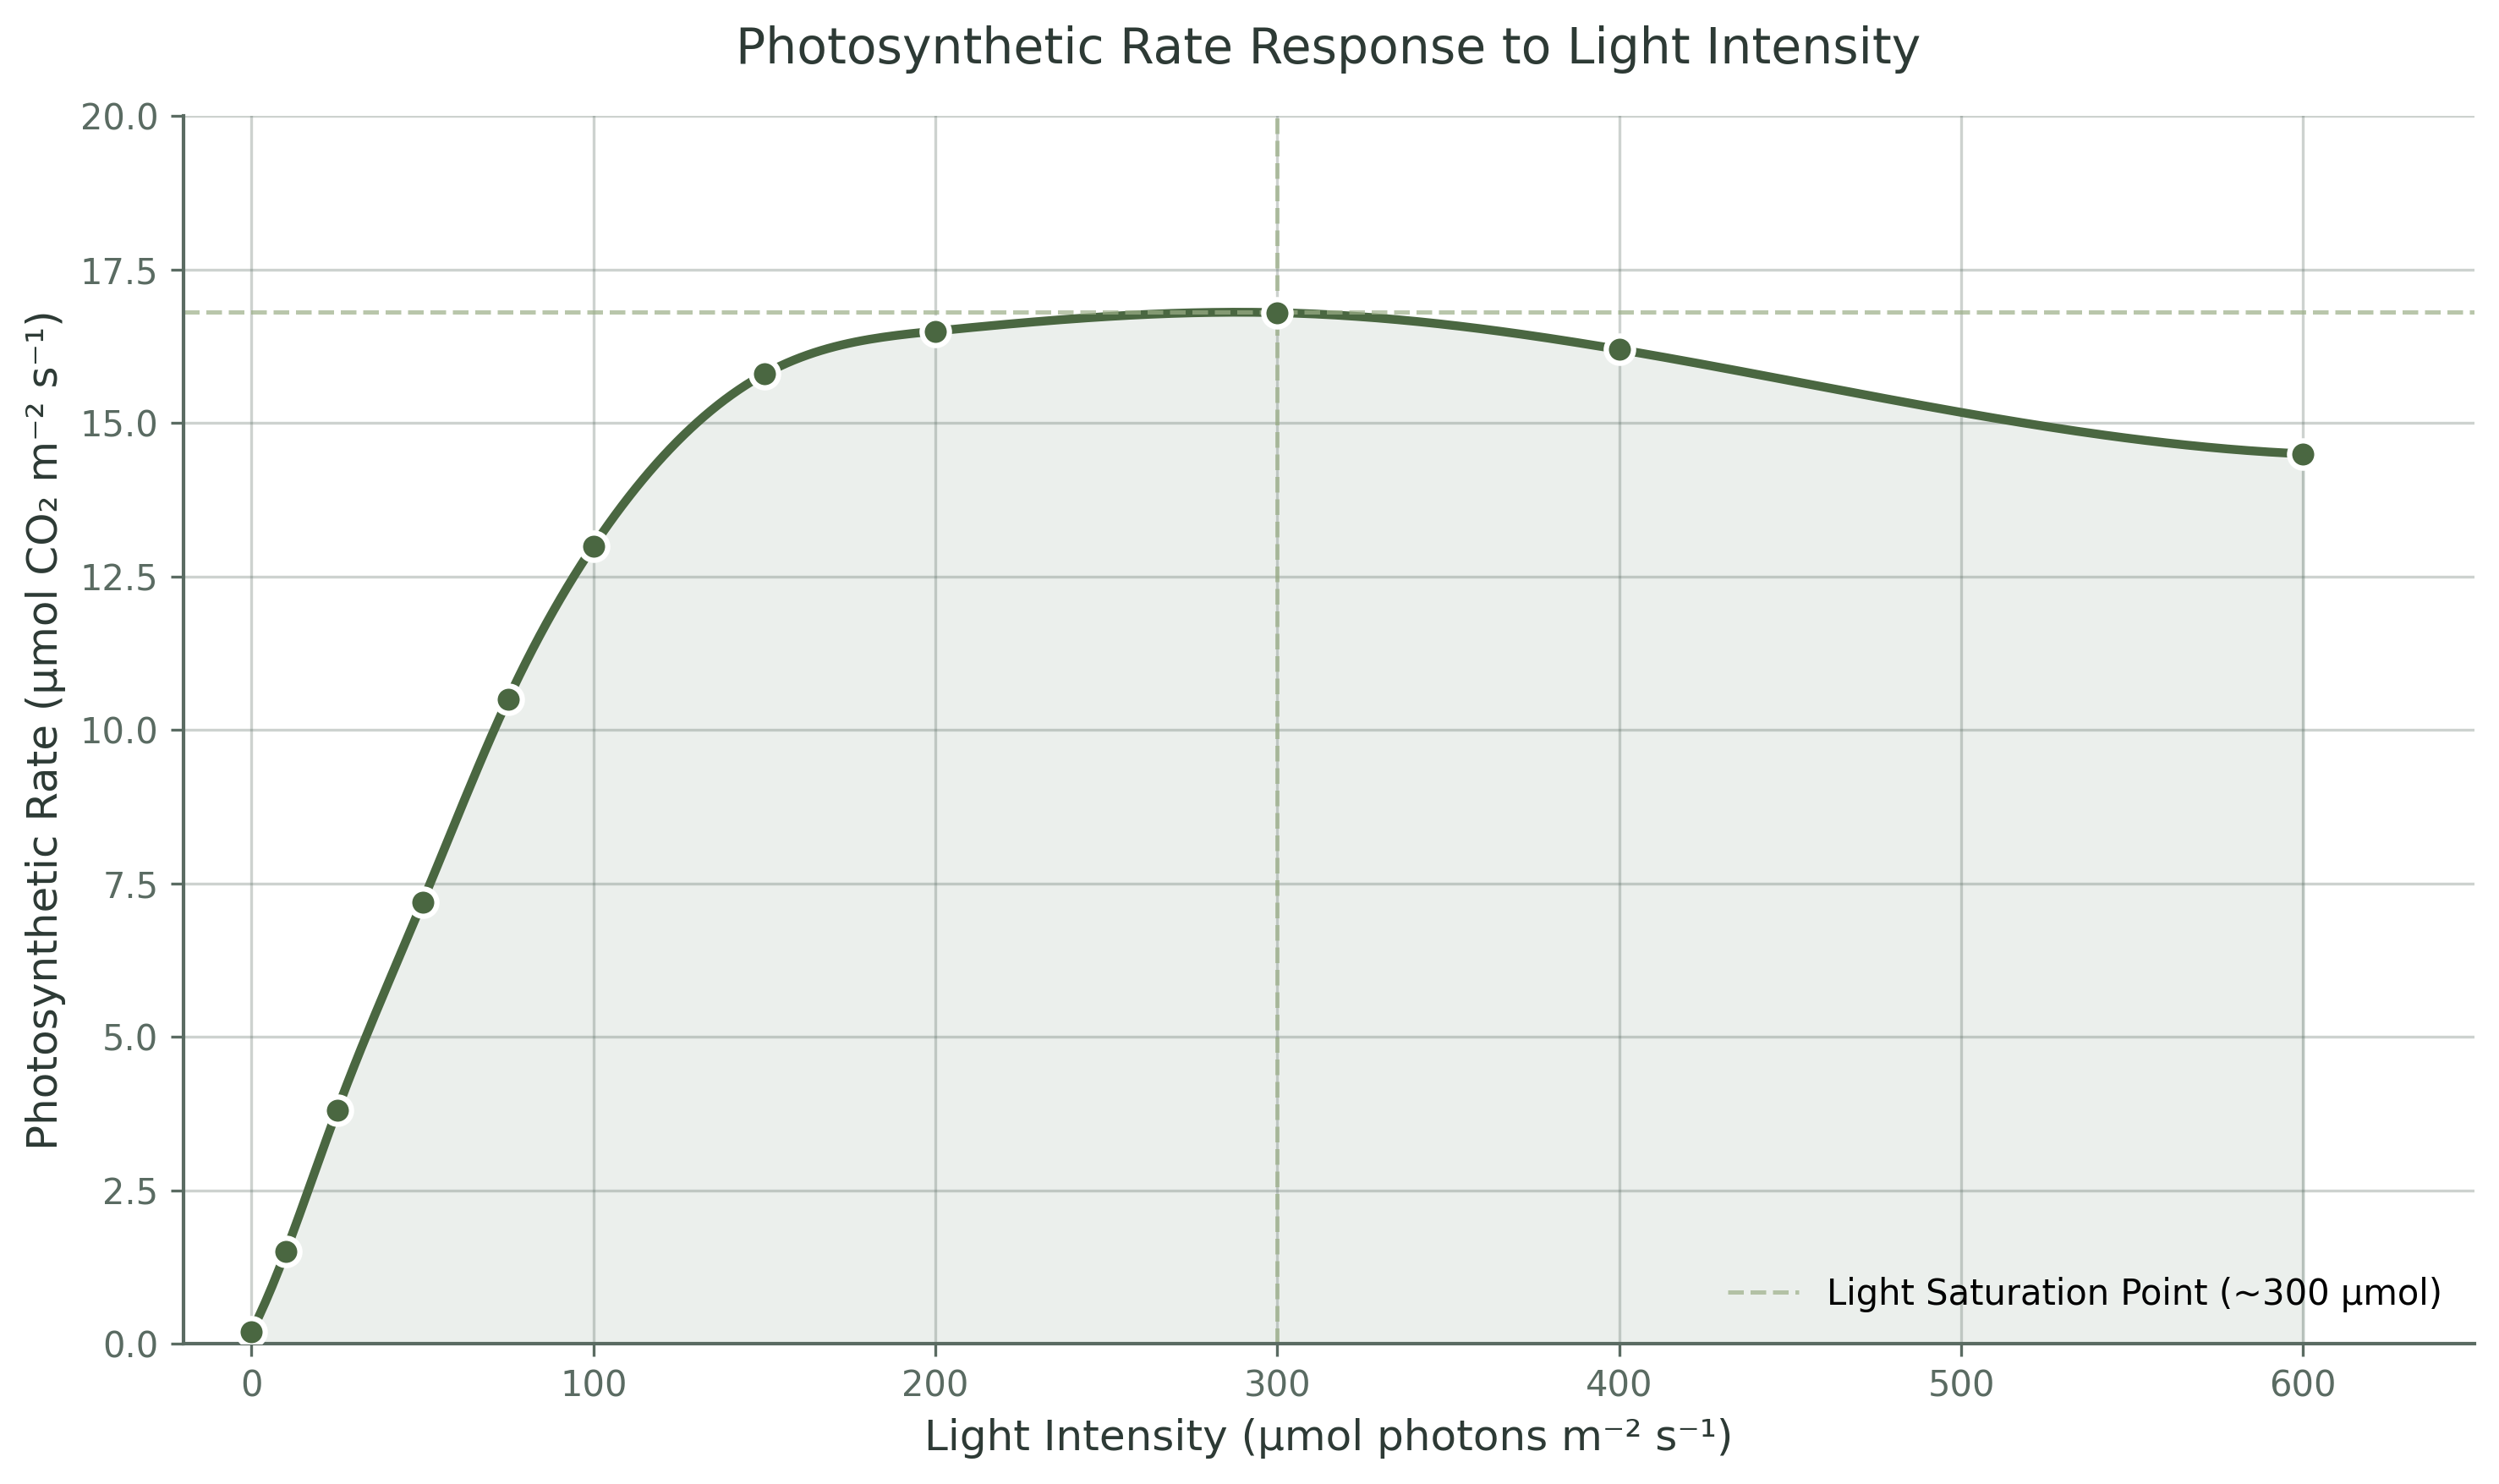 Photosynthetic Rate Response to Light Intensity
Photosynthetic Rate (μmol CO₂ m⁻² s⁻¹)
20.0
17.5
15.0
12.5
10.0
7.5
5.0
2.5
0.0
Light Saturation Point (~300 μmol)
0 100 200 300 400 500 600
Light Intensity (μmol photons m⁻² s⁻¹)